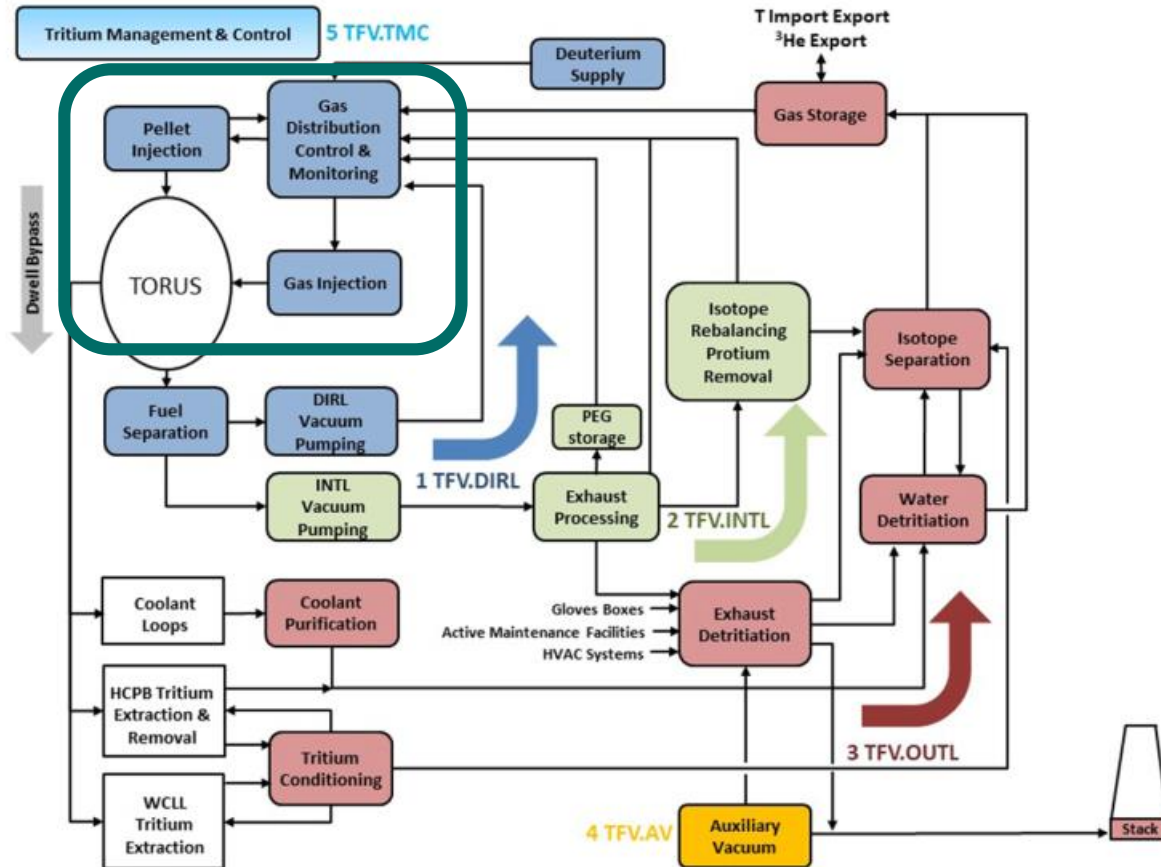 Tritium Management & Control
5 TFV.TMC
T Import Export
³He Export
Deuterium
Supply
Gas
Distribution
Control &
Monitoring
Pellet
Injection
Gas Storage
Dwell Bypass
TORUS
Gas Injection
Isotope
Rebalancing
Protium
Removal
Isotope
Separation
Fuel
Separation
DIRL
Vacuum
Pumping
1 TFV.DIRL
PEG
storage
INTL
Vacuum
Pumping
Exhaust
Processing
2 TFV.INTL
Water
Detritiation
Coolant
Loops
Coolant
Purification
Gloves Boxes
Active Maintenance Facilities
HVAC Systems
Exhaust
Detritiation
HCPB Tritium
Extraction &
Removal
Tritium
Conditioning
3 TFV.OUTL
WCLL
Tritium
Extraction
4 TFV.AV
Auxiliary
Vacuum
Stack